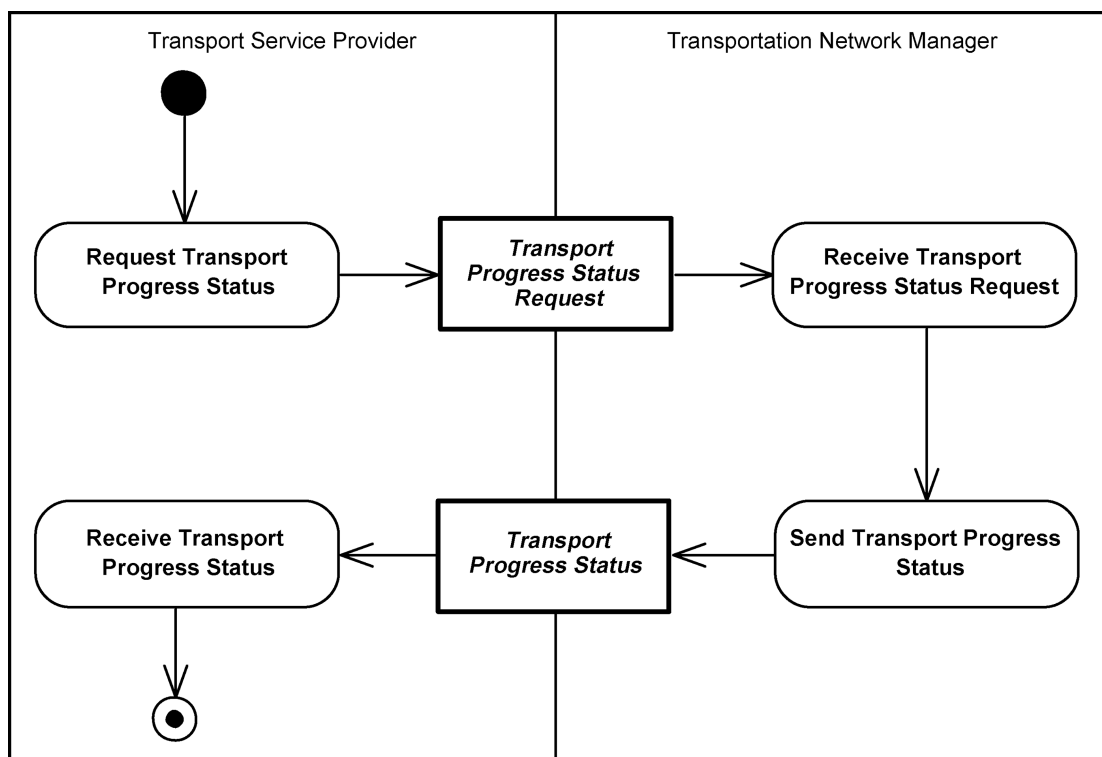 Transport Service Provider
Transportation Network Manager
Request Transport
Progress Status
Transport
Progress Status
Request
Receive Transport
Progress Status Request
Receive Transport
Progress Status
Transport
Progress Status
Send Transport Progress
Status